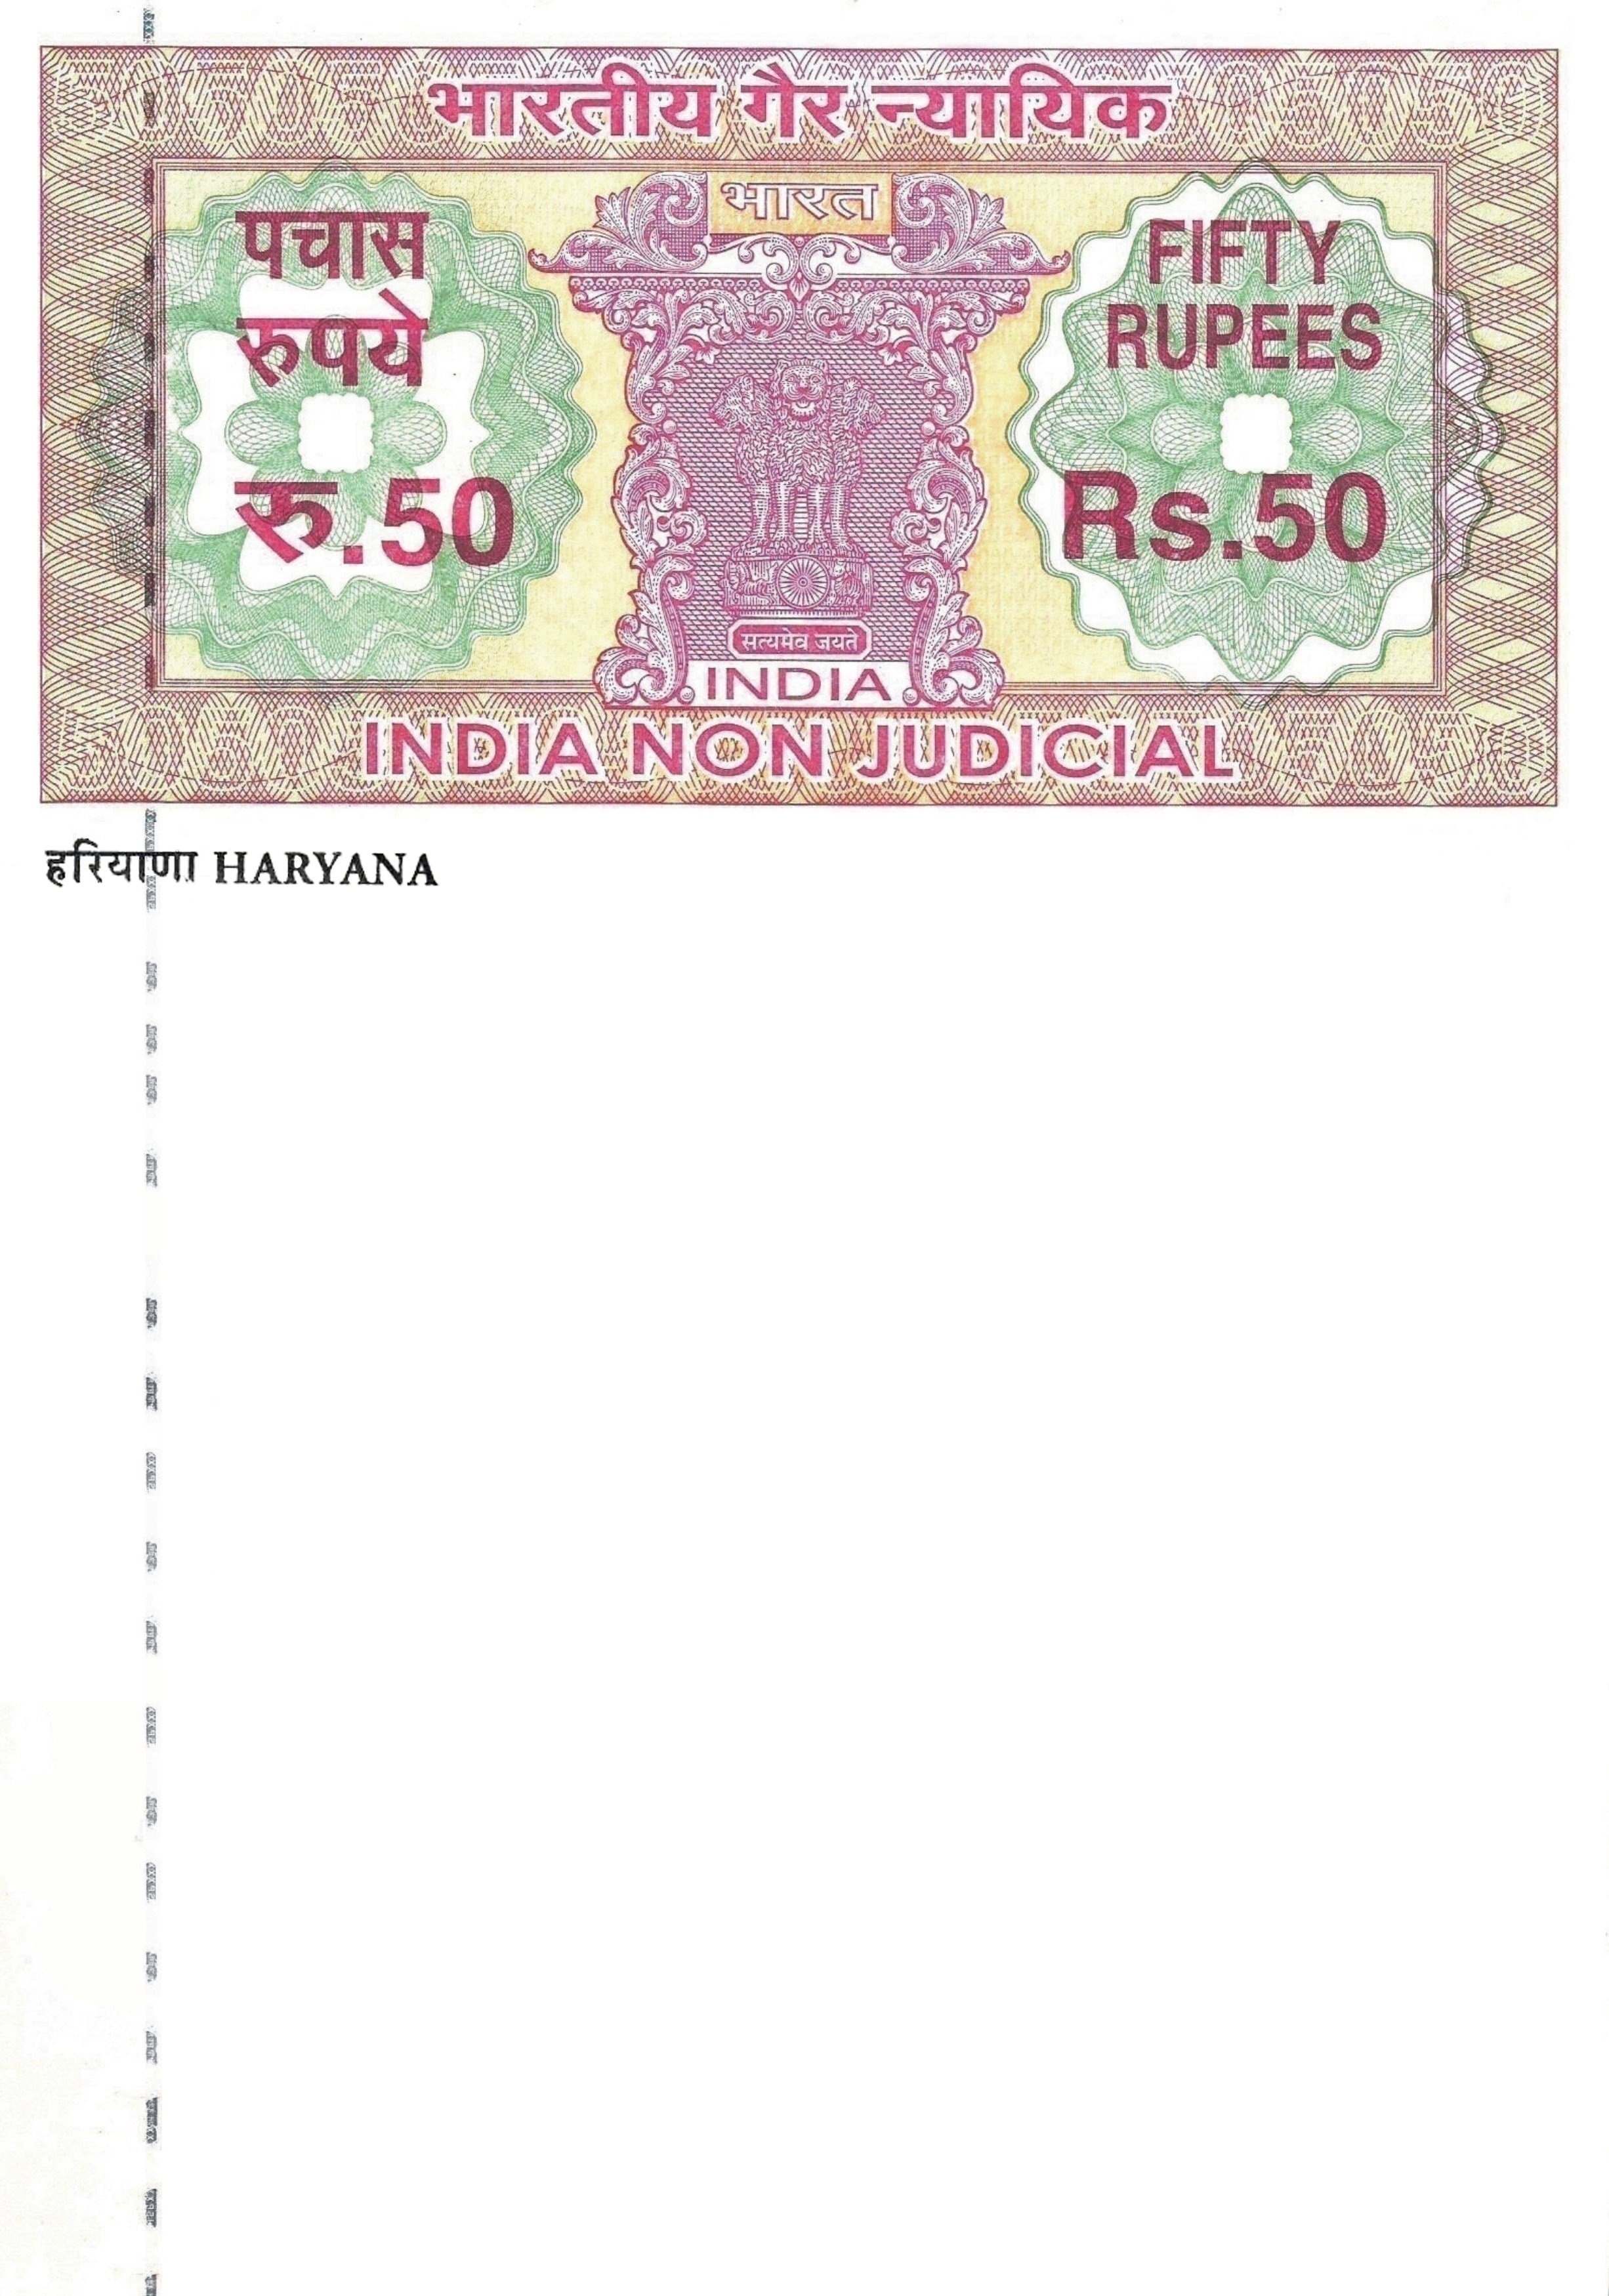 भारतीय गैर न्यायिक
भारत
पचास
रुपये
रु.50
FIFTY
RUPEES
Rs.50
सत्यमेव जयते
INDIA
INDIA NON JUDICIAL
हरियाणा HARYANA